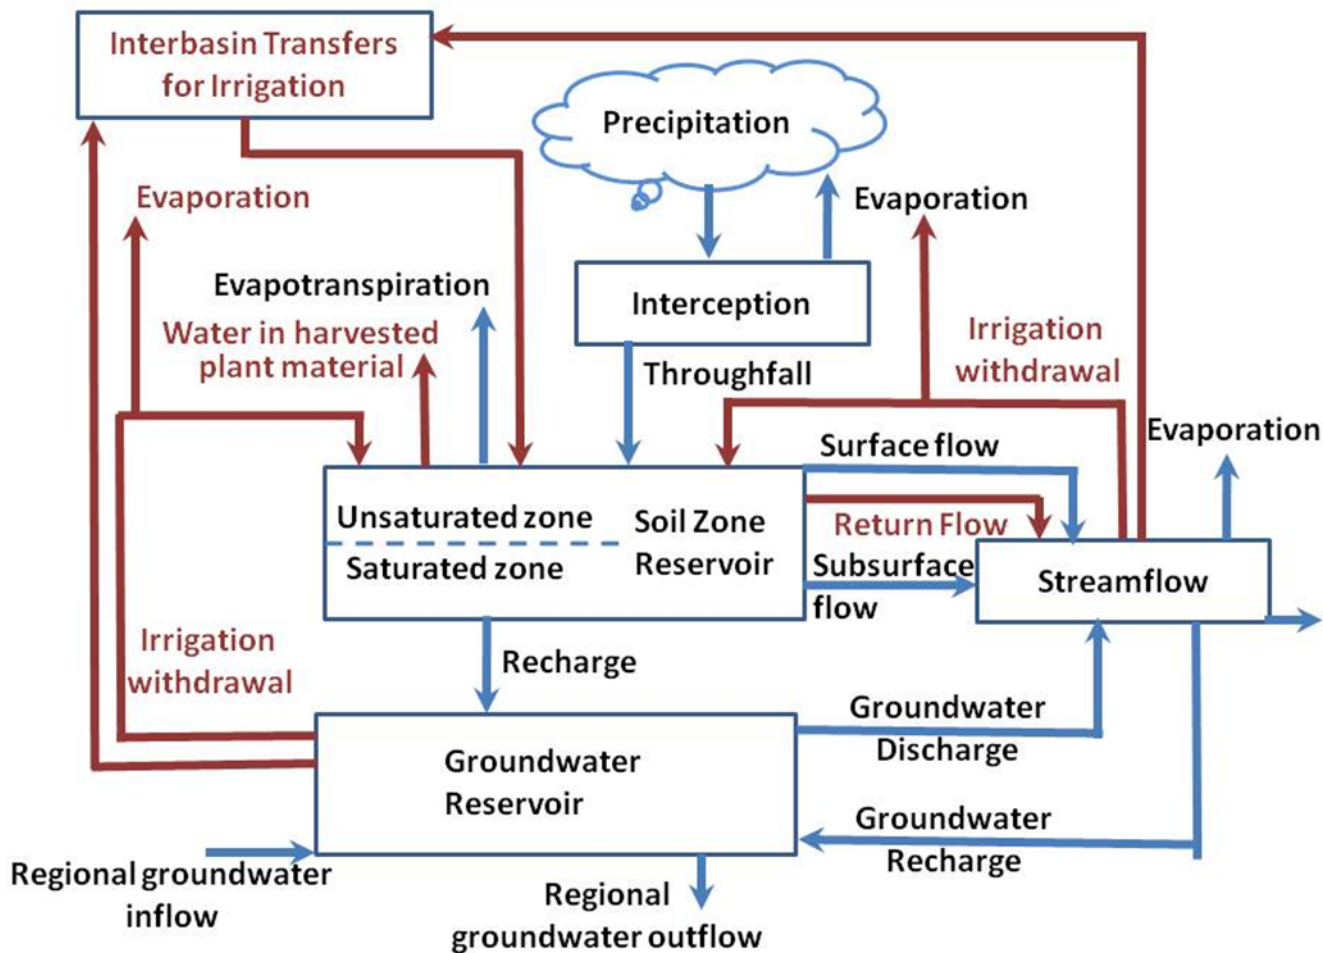 Interbasin Transfers
for Irrigation
Precipitation
Evaporation
Evaporation
Evapotranspiration
Interception
Water in harvested
plant material
Irrigation
withdrawal
Throughfall
Evaporation
Surface flow
Unsaturated zone
Saturated zone
Soil Zone
Reservoir
Return Flow
Subsurface
flow
Streamflow
Irrigation
withdrawal
Recharge
Groundwater
Discharge
Groundwater
Reservoir
Groundwater
Recharge
Regional groundwater
inflow
Regional
groundwater outflow